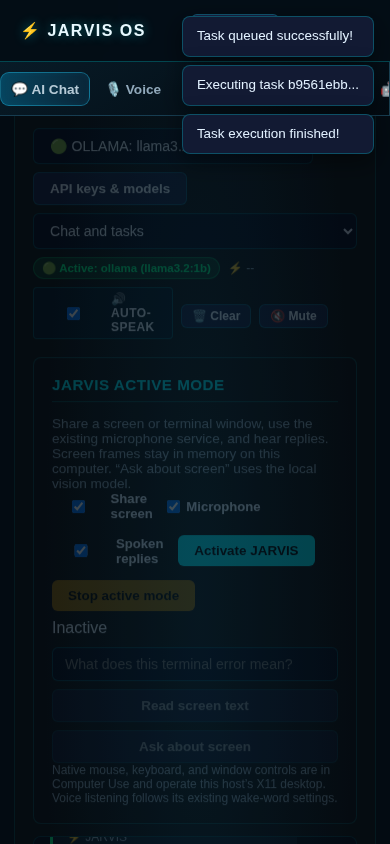 ⚡ JARVIS OS
Task queued successfully!
💬 AI Chat
🎙️ Voice
Executing task b9561ebb...
Task execution finished!
🟢 OLLAMA: llama3.
API keys & models
Chat and tasks
🟢 Active: ollama (llama3.2:1b)
⚡ --
🔊
AUTO-
SPEAK
🗑️ Clear
🔇 Mute
JARVIS ACTIVE MODE
Share a screen or terminal window, use the
existing microphone service, and hear replies.
Screen frames stay in memory on this
computer. “Ask about screen” uses the local
vision model.
Share
screen
Microphone
Spoken
replies
Activate JARVIS
Stop active mode
Inactive
What does this terminal error mean?
Read screen text
Ask about screen
Native mouse, keyboard, and window controls are in
Computer Use and operate this host's X11 desktop.
Voice listening follows its existing wake-word settings.
⚡ JARVIS